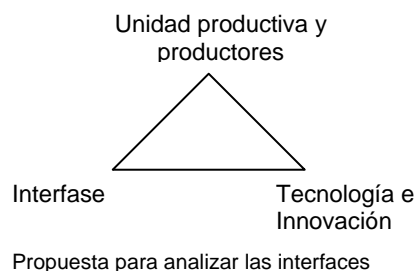 Unidad productiva y
productores
Interfase
Tecnología e
Innovación
Propuesta para analizar las interfaces